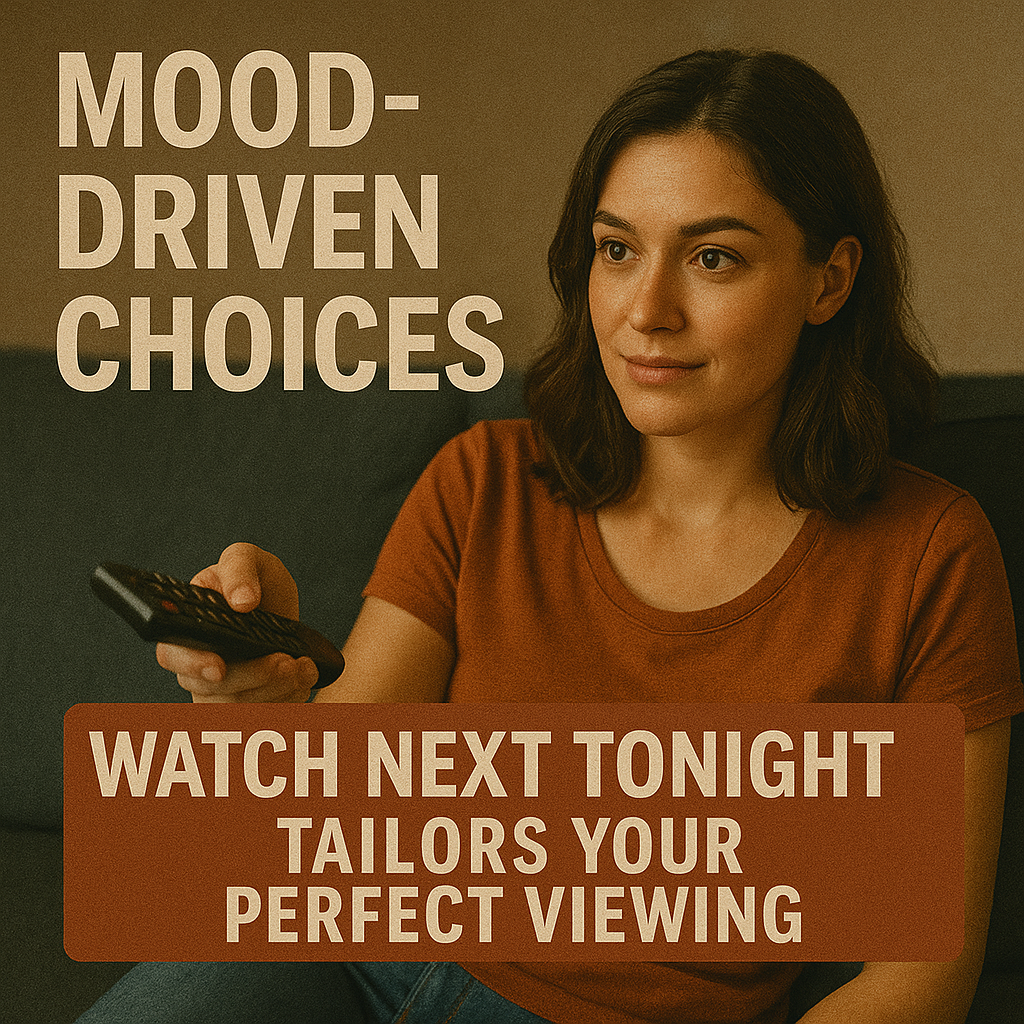 MOOD-
DRIVEN
CHOICES
WATCH NEXT TONIGHT
TAILORS YOUR
PERFECT VIEWING